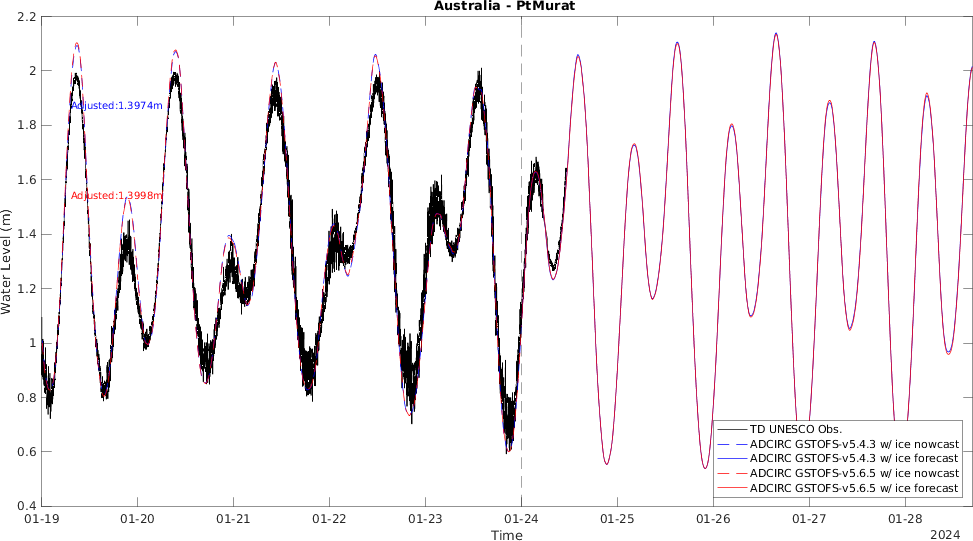 Australia - PtMurat
2.2
2
1.8
1.6
1.4
1.2
1
0.8
0.6
0.4
Water Level (m)
Adjusted:1.3974m
Adjusted:1.3998m
TD UNESCO Obs.
ADCIRC GSTOFS-v5.4.3 w/ ice nowcast
ADCIRC GSTOFS-v5.4.3 w/ ice forecast
ADCIRC GSTOFS-v5.6.5 w/ ice nowcast
ADCIRC GSTOFS-v5.6.5 w/ ice forecast
01-19 01-20 01-21 01-22 01-23 01-24 01-25 01-26 01-27 01-28
Time
2024